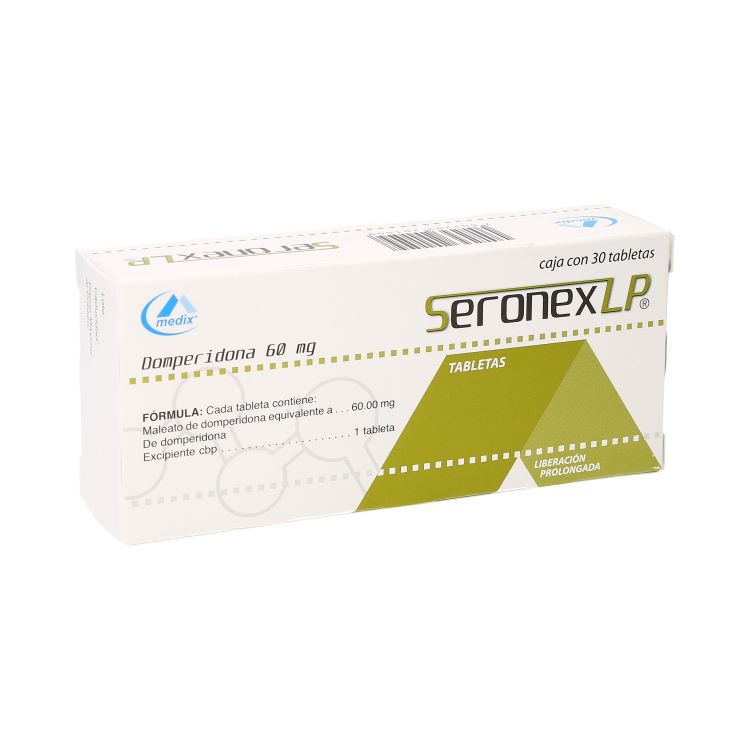 SeronexLP
medix
caja con 30 tabletas
SeronexLP®
medix
Domperidona 60 mg
TABLETAS
FÓRMULA: Cada tableta contiene:
Maleato de domperidona equivalente a . . . 60.00 mg
De domperidona
Excipiente cbp . . . . . . . . . . . . . . . . . . . . 1 tableta
LIBERACIÓN
PROLONGADA